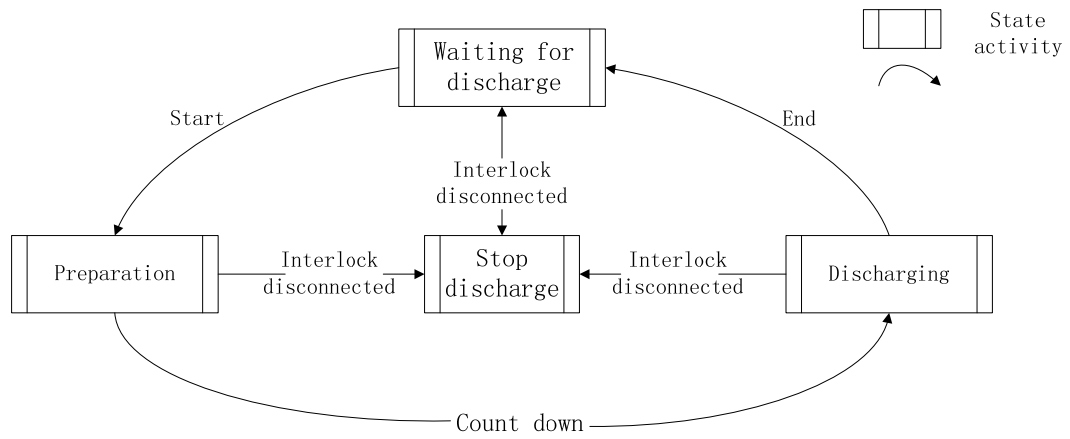 State
activity
Waiting for
discharge
Start
End
Interlock
disconnected
Preparation
Interlock
disconnected
Stop
discharge
Interlock
disconnected
Discharging
Count down